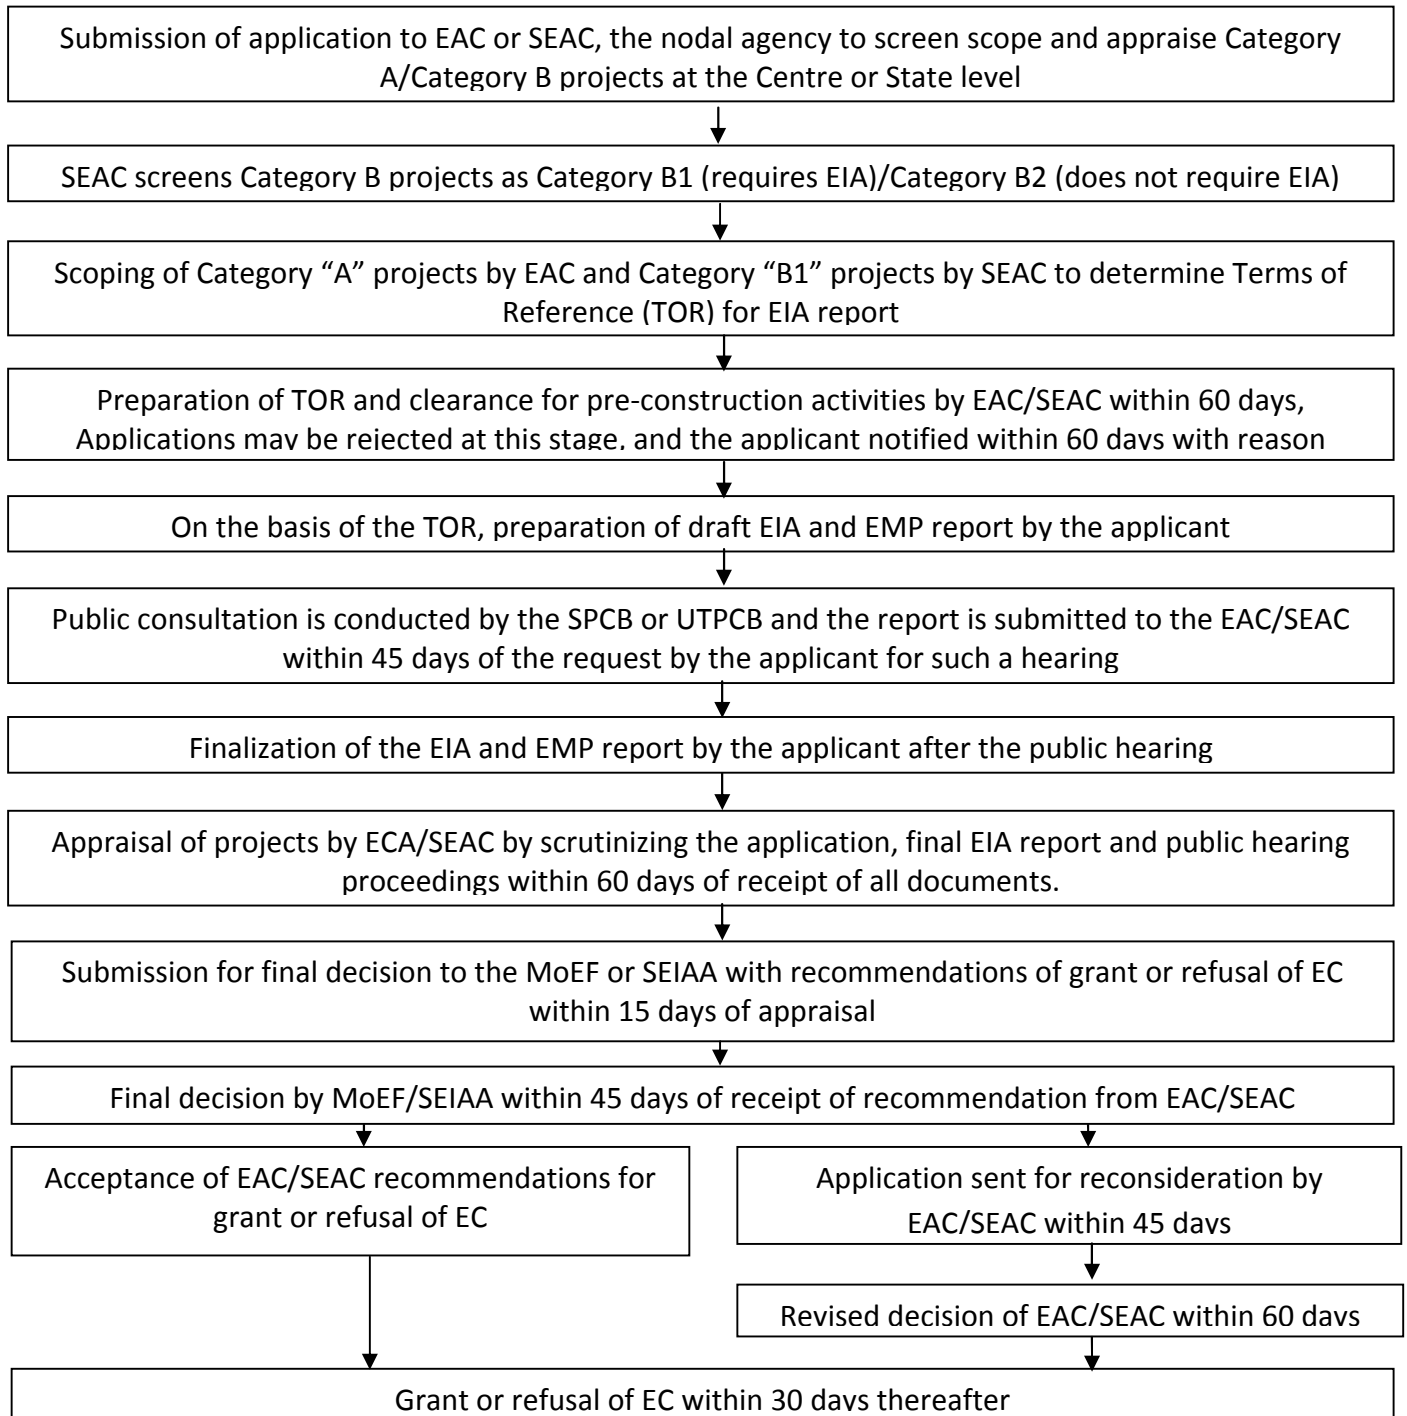 Submission of application to EAC or SEAC, the nodal agency to screen scope and appraise Category
A/Category B projects at the Centre or State level
SEAC screens Category B projects as Category B1 (requires EIA)/Category B2 (does not require EIA)
Scoping of Category “A” projects by EAC and Category “B1” projects by SEAC to determine Terms of
Reference (TOR) for EIA report
Preparation of TOR and clearance for pre-construction activities by EAC/SEAC within 60 days,
Applications may be rejected at this stage, and the applicant notified within 60 days with reason
On the basis of the TOR, preparation of draft EIA and EMP report by the applicant
Public consultation is conducted by the SPCB or UTPCB and the report is submitted to the EAC/SEAC
within 45 days of the request by the applicant for such a hearing
Finalization of the EIA and EMP report by the applicant after the public hearing
Appraisal of projects by ECA/SEAC by scrutinizing the application, final EIA report and public hearing
proceedings within 60 days of receipt of all documents.
Submission for final decision to the MoEF or SEIAA with recommendations of grant or refusal of EC
within 15 days of appraisal
Final decision by MoEF/SEIAA within 45 days of receipt of recommendation from EAC/SEAC
Acceptance of EAC/SEAC recommendations for
grant or refusal of EC
Application sent for reconsideration by
EAC/SEAC within 45 days
Revised decision of EAC/SEAC within 60 days
Grant or refusal of EC within 30 days thereafter